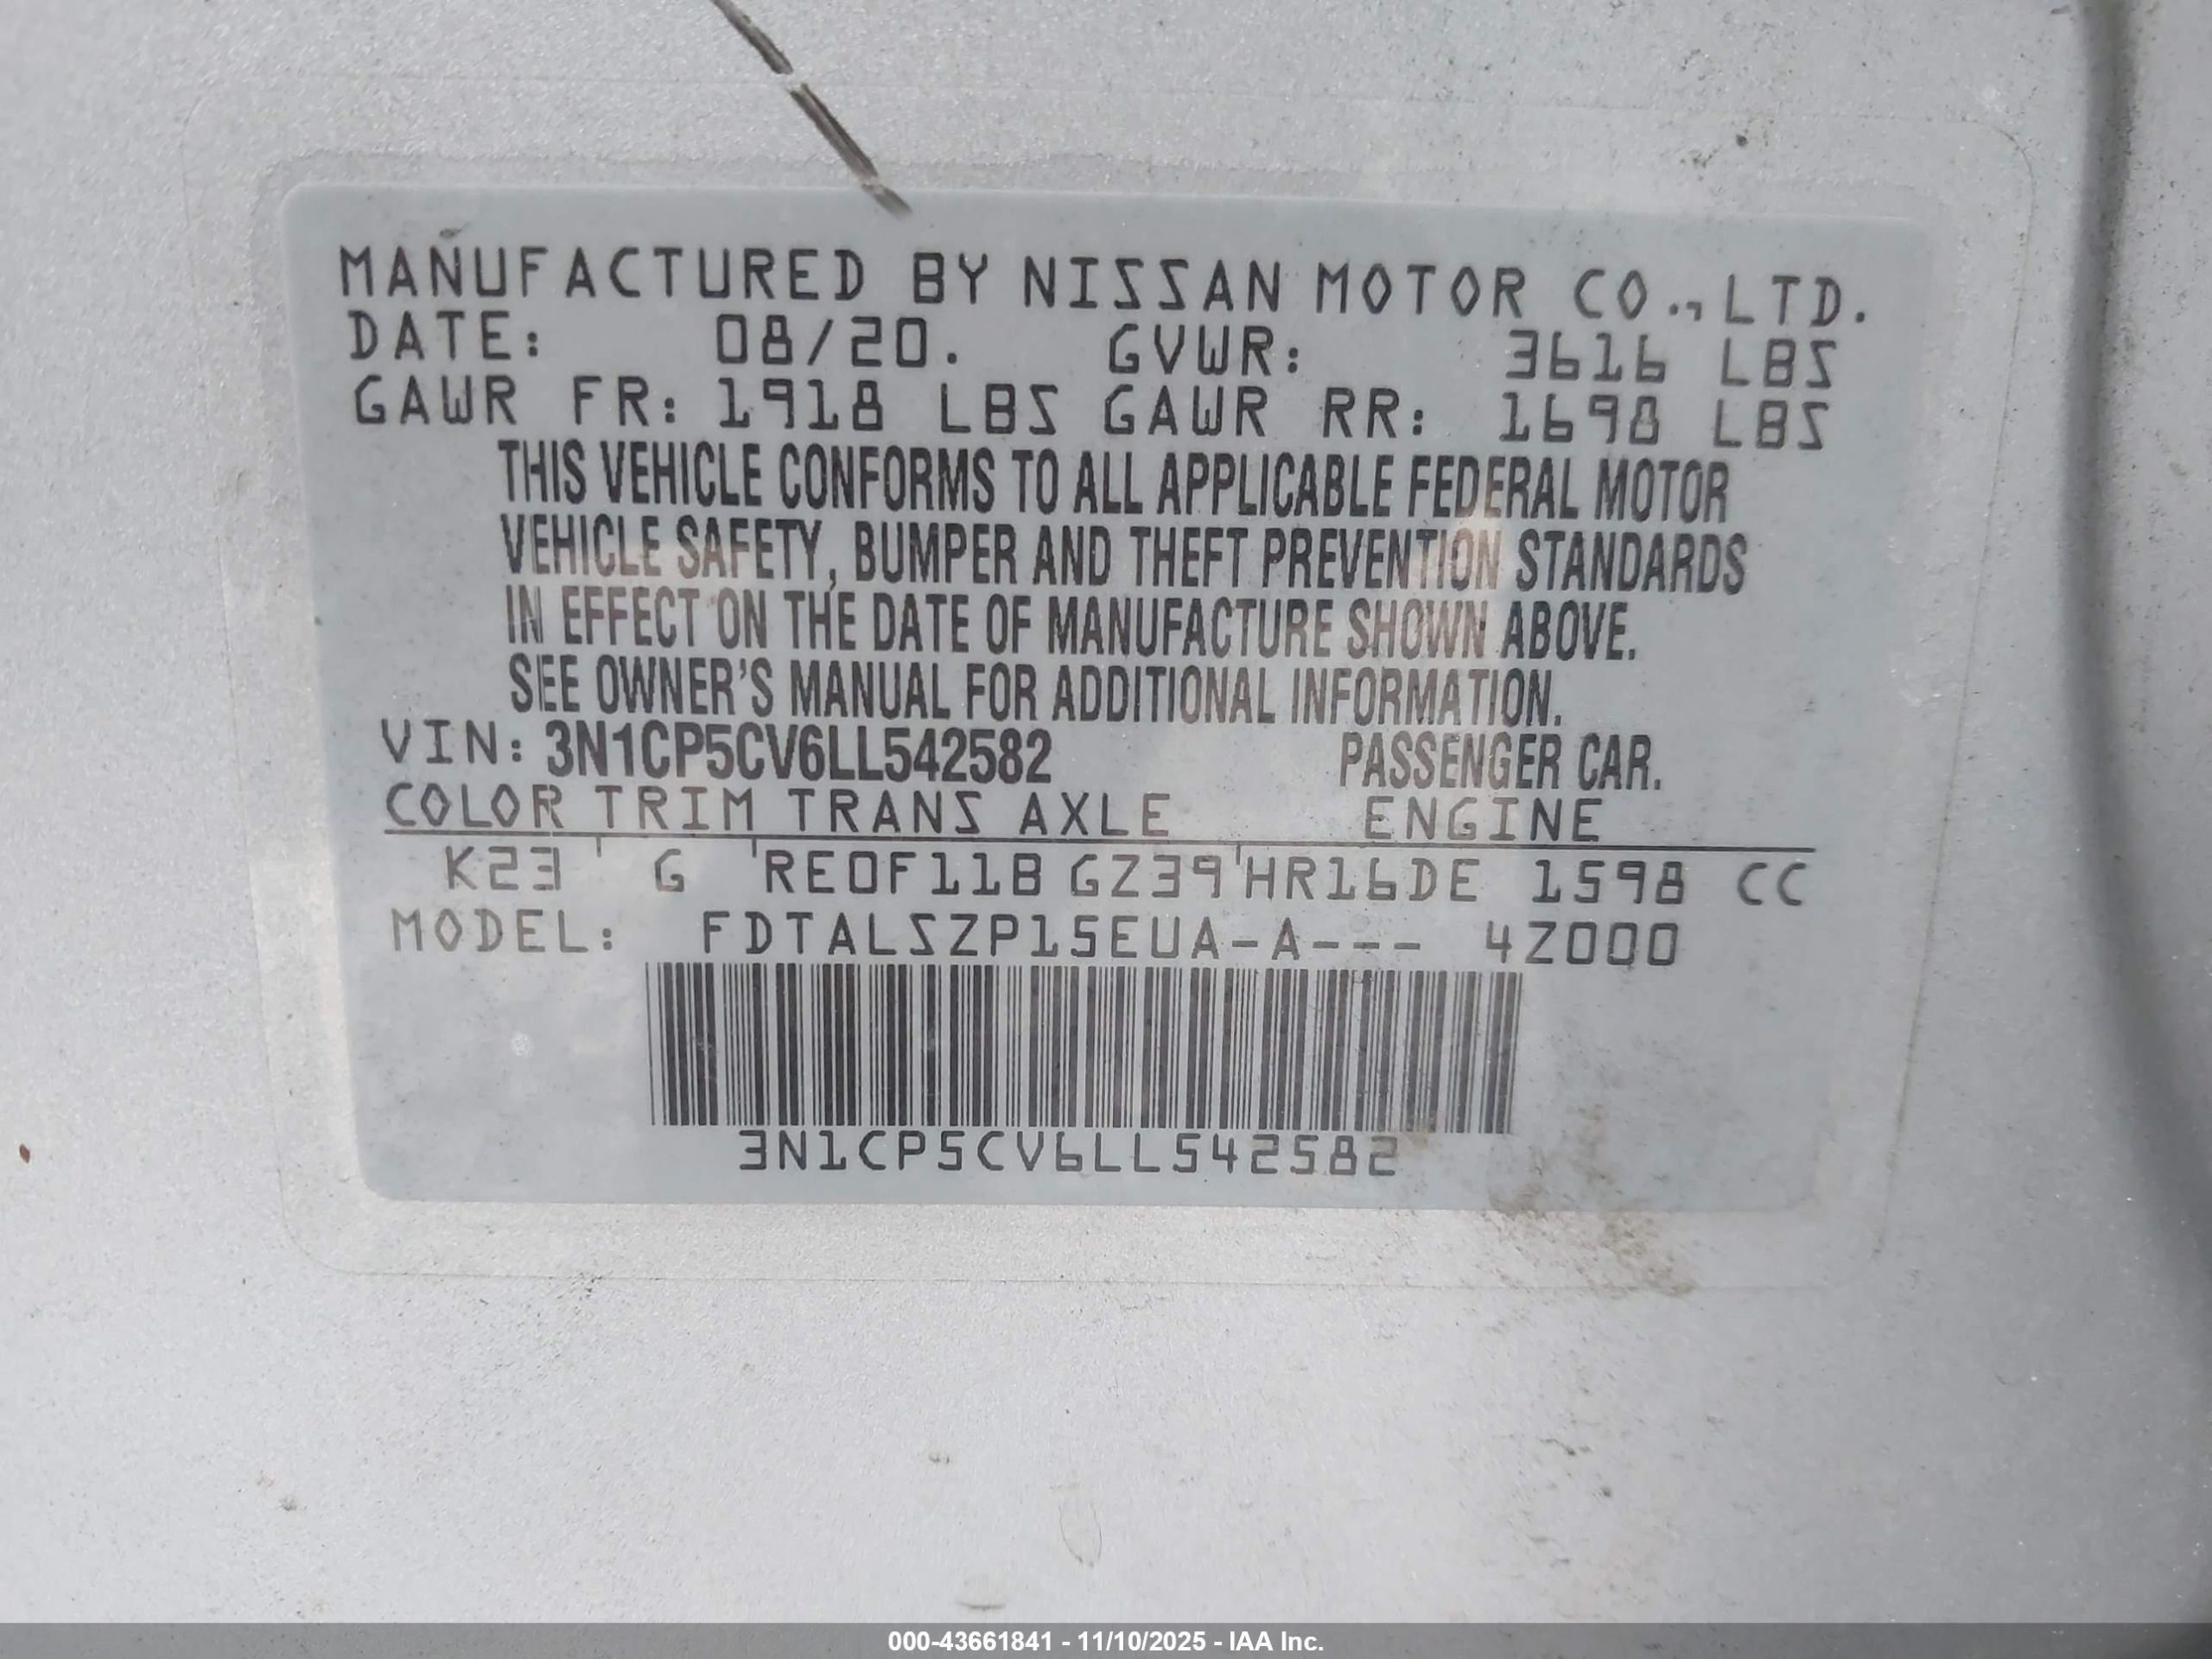 MANUFACTURED BY NISSAN MOTOR CO.,LTD.
DATE: 08/20. GVWR: 3616 LBS
GAWR FR: 1918 LBS GAWR RR: 1698 LBS
THIS VEHICLE CONFORMS TO ALL APPLICABLE FEDERAL MOTOR
VEHICLE SAFETY, BUMPER AND THEFT PREVENTION STANDARDS
IN EFFECT ON THE DATE OF MANUFACTURE SHOWN ABOVE.
SEE OWNER'S MANUAL FOR ADDITIONAL INFORMATION.
VIN: 3N1CP5CV6LL542582 PASSENGER CAR.
COLOR TRIM TRANS AXLE ENGINE
K23 ' G 'RE0F11B GZ39'HR16DE 1598 CC
MODEL: FDTALSZP15EUA-A--- 4Z000
3N1CP5CV6LL542582
000-43661841 - 11/10/2025 - IAA Inc.